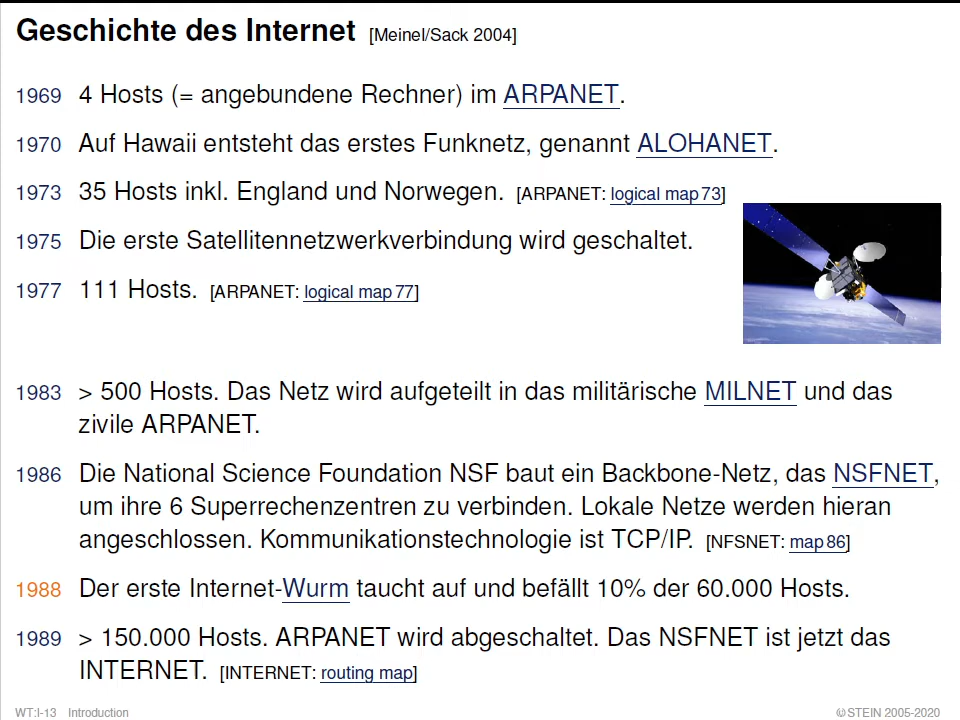 Geschichte des Internet [Meinel/Sack 2004]
1969 4 Hosts (= angebundene Rechner) im ARPANET.
1970 Auf Hawaii entsteht das erste Funknetz, genannt ALOHANET.
1973 35 Hosts inkl. England und Norwegen. [ARPANET: logical map 73]
1975 Die erste Satellitennetzwerkverbindung wird geschaltet.
1977 111 Hosts. [ARPANET: logical map 77]
1983 > 500 Hosts. Das Netz wird aufgeteilt in das militärische MILNET und das
zivile ARPANET.
1986 Die National Science Foundation NSF baut ein Backbone-Netz, das NSFNET,
um ihre 6 Superrechenzentren zu verbinden. Lokale Netze werden hieran
angeschlossen. Kommunikationstechnologie ist TCP/IP. [NFSNET: map 86]
1988 Der erste Internet-Wurm taucht auf und befällt 10% der 60.000 Hosts.
1989 > 150.000 Hosts. ARPANET wird abgeschaltet. Das NSFNET ist jetzt das
INTERNET. [INTERNET: routing map]
WT:I-13 Introduction ©STEIN 2005-2020